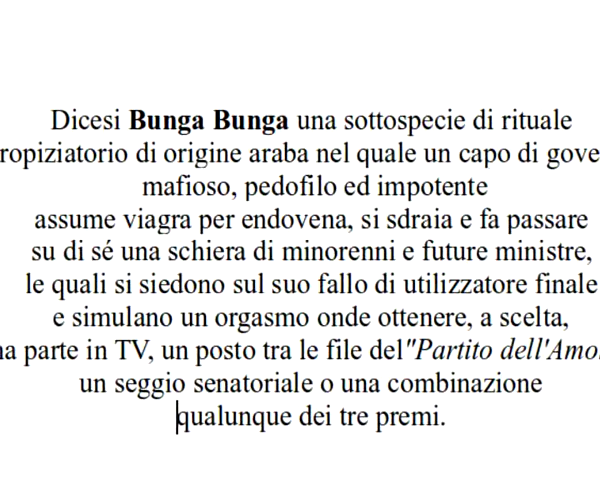 Dicesi Bunga Bunga una sottospecie di rituale
ropiziatorio di origine araba nel quale un capo di gove
mafioso, pedofilo ed impotente
assume viagra per endovena, si sdraia e fa passare
su di sé una schiera di minorenni e future ministre,
le quali si siedono sul suo fallo di utilizzatore finale
e simulano un orgasmo onde ottenere, a scelta,
na parte in TV, un posto tra le file del"Partito dell'Amo
un seggio senatoriale o una combinazione
qualunque dei tre premi.